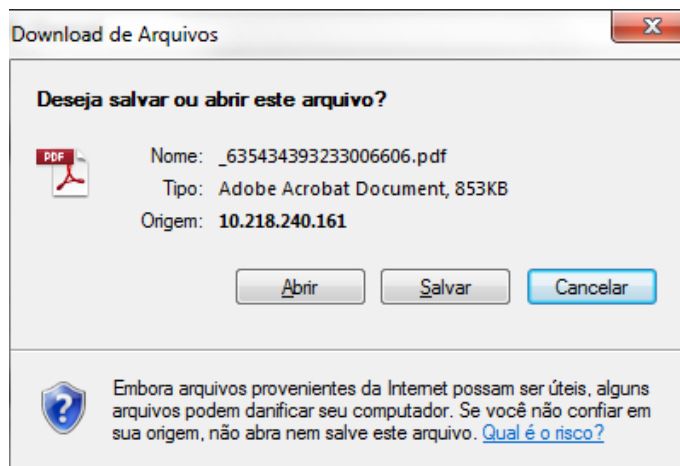 Download de Arquivos
Deseja salvar ou abrir este arquivo?
PDF
Nome: _635434393233006606.pdf
Tipo: Adobe Acrobat Document, 853KB
Origem: 10.218.240.161
Abrir Salvar Cancelar
Embora arquivos provenientes da Internet possam ser úteis, alguns
arquivos podem danificar seu computador. Se você não confiar em
sua origem, não abra nem salve este arquivo. Qual é o risco?